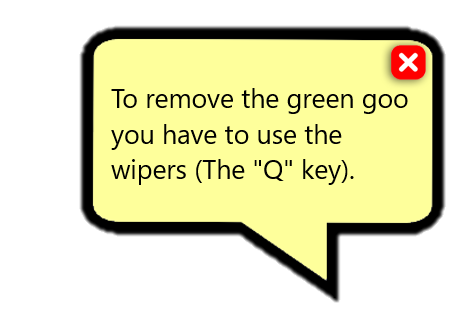 To remove the green goo
you have to use the
wipers (The "Q" key).